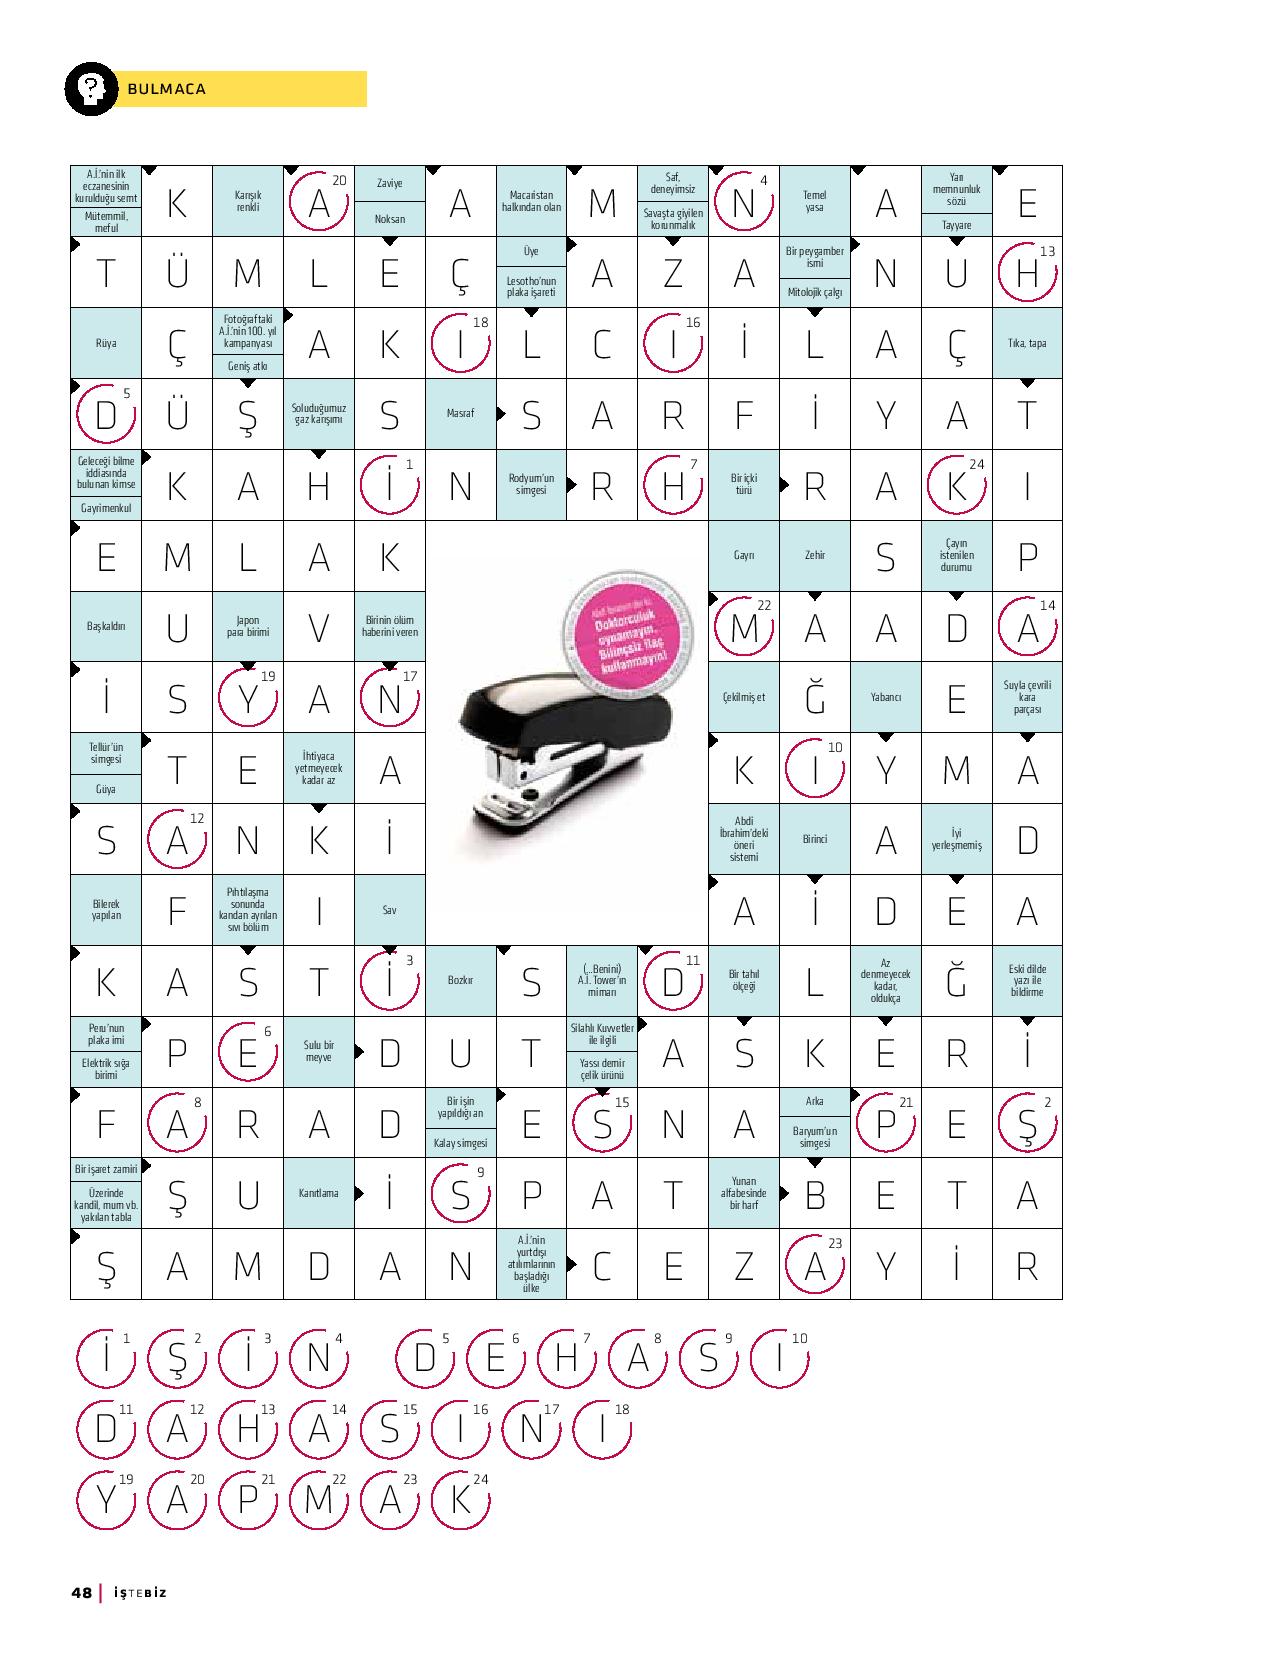 BULMACA
A.İ.'nin ilk eczanesinin kurulduğu semt
Mütemmil, meful
K
Karışık renkli
A 20
Zaviye
Noksan
A
Macaristan halkından olan
M
Saf, deneyimsiz
Savaşta giyilen korunmalık
N 4
Temel yasa
A
Yarı memnunluk sözü
Tayyare
E
T Ü M L E Ç
Üye
Lesotho'nun plaka işareti
A Z A
Bir peygamber ismi
Mitolojik çalgı
N U H 13
Rüya
Ç
Fotoğraftaki A.İ.'nin 100. yıl kampanyası
Geniş atkı
A K I 18 L C I 16 İ L A Ç
Tıka, tapa
D 5 Ü Ş
Soluduğumuz gaz karışımı
S
Masraf
S A R F İ Y A T
Geleceği bilme iddiasında bulunan kimse
Gayrimenkul
K A H İ 1 N
Rodyum'un simgesi
R H 7
Bir içki türü
R A K 24 I
E M L A K
Gayrı
Zehir
S
Çayın istenilen durumu
P
Başkaldırı
U
Japon para birimi
V
Birinin ölüm haberini veren
Doktorculuk
oynamayın,
Bilinçsiz ilaç
kullanmayın!
M 22 A A D A 14
İ S Y 19 A N 17
Çekilmiş et
Ğ
Yabancı
E
Suyla çevrili kara parçası
Tellür'ün simgesi
Güya
T E
İhtiyaca yetmeyecek kadar az
A
K I 10 Y M A
S A 12 N K İ
Abdi İbrahim'deki öneri sistemi
Birinci
A
İyi yerleşmemiş
D
Bilerek yapılan
F
Pıhtılaşma sonunda kandan ayrılan sıvı bölüm
I
Sav
A İ D E A
K A S T İ 3
Bozkır
S
(...Benini) A.İ. Tower'ın mimarı
D 11
Bir tahıl ölçeği
L
Az denmeyecek kadar, oldukça
Ğ
Eski dilde yazı ile bildirme
Peru'nun plaka imi
Elektrik sığa birimi
P E 6
Sulu bir meyve
D U T
Silahlı Kuvvetler ile ilgili
Yassı demir çelik ürünü
A S K E R İ
F A 8 R A D
Bir işin yapıldığı an
Kalay simgesi
E S 15 N A
Arka
Baryum'un simgesi
P 21 E Ş 2
Bir işaret zamiri
Üzerinde kandil, mum vb. yakılan tabla
Ş U
Kanıtlama
İ S 9 P A T
Yunan alfabesinde bir harf
B E T A
Ş A M D A N
A.İ.'nin yurtdışı atılımlarının başladığı ülke
C E Z A 23 Y İ R
İ 1 Ş 2 İ 3 N 4 D 5 E 6 H 7 A 8 S 9 I 10
D 11 A 12 H 13 A 14 S 15 I 16 N 17 I 18
Y 19 A 20 P 21 M 22 A 23 K 24
48 | İŞTEBİZ